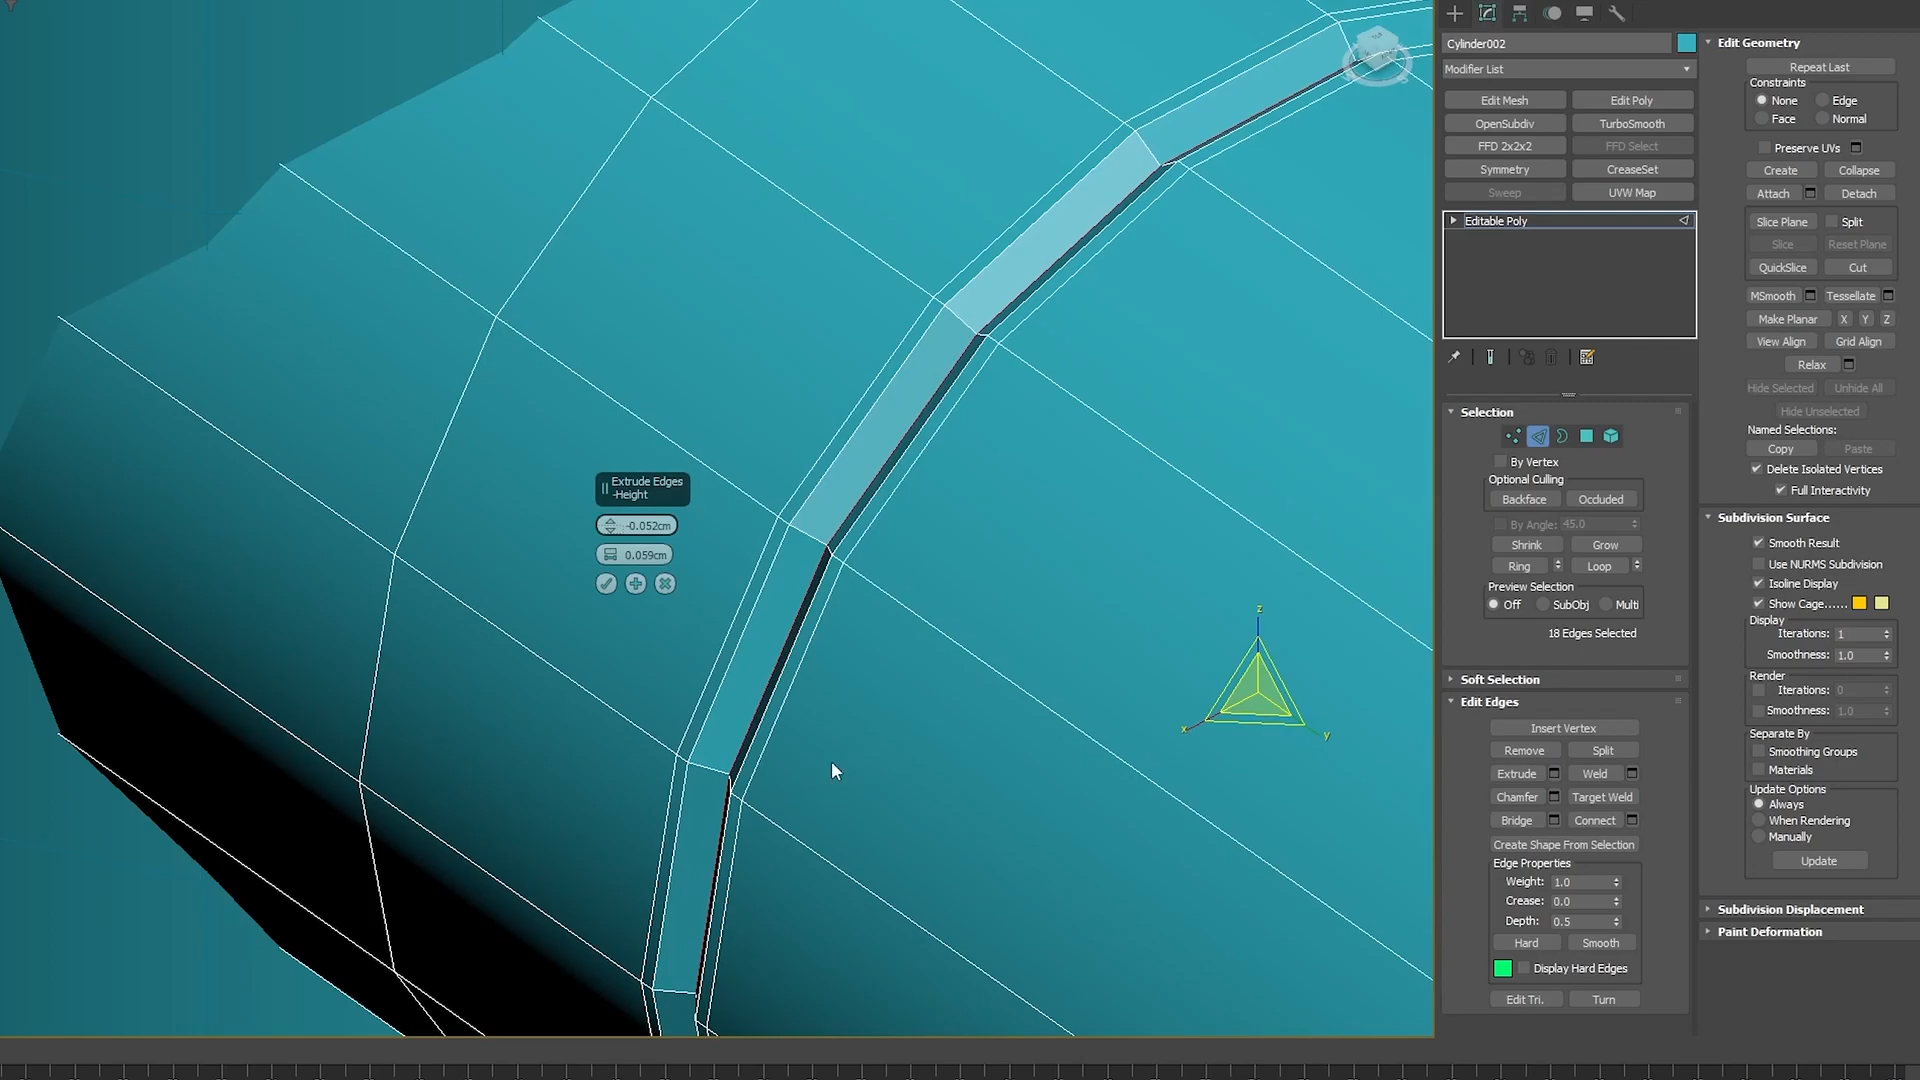 Cylinder002
Modifier List
Edit Mesh
Edit Poly
OpenSubdiv
TurboSmooth
FFD 2x2x2
FFD Select
Symmetry
CreaseSet
Sweep
UVW Map
Editable Poly
Selection
By Vertex
Optional Culling
Backface
Occluded
By Angle: 45.0
Shrink
Grow
Ring
Loop
Preview Selection
Off SubObj Multi
18 Edges Selected
Soft Selection
Edit Edges
Insert Vertex
Remove
Split
Extrude
Weld
Chamfer
Target Weld
Bridge
Connect
Create Shape From Selection
Edge Properties
Weight: 1.0
Crease: 0.0
Depth: 0.5
Hard
Smooth
Display Hard Edges
Edit Tri.
Turn
Edit Geometry
Repeat Last
Constraints
None Edge
Face Normal
Preserve UVs
Create
Collapse
Attach
Detach
Slice Plane
Split
Slice
Reset Plane
QuickSlice
Cut
MSmooth
Tessellate
Make Planar X Y Z
View Align
Grid Align
Relax
Hide Selected
Unhide All
Hide Unselected
Named Selections:
Copy
Paste
Delete Isolated Vertices
Full Interactivity
Subdivision Surface
Smooth Result
Use NURMS Subdivision
Isoline Display
Show Cage......
Display
Iterations: 1
Smoothness: 1.0
Render
Iterations: 0
Smoothness: 1.0
Separate By
Smoothing Groups
Materials
Update Options
Always
When Rendering
Manually
Update
Subdivision Displacement
Paint Deformation
Extrude Edges
-Height
-0.052cm
0.059cm
z
x
y